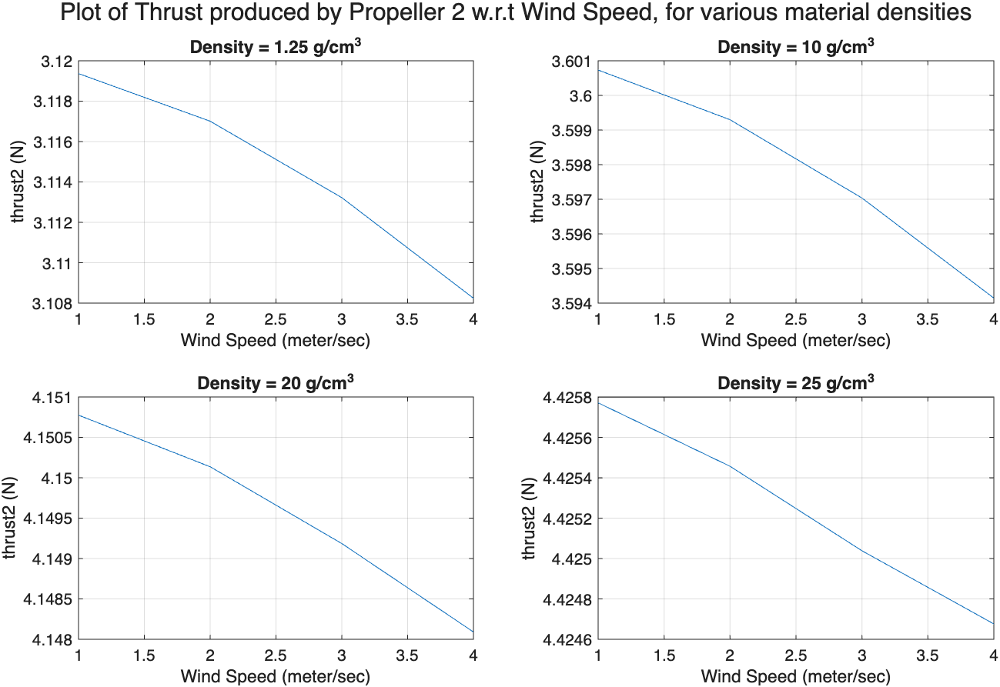 Plot of Thrust produced by Propeller 2 w.r.t Wind Speed, for various material densities
Density = 1.25 g/cm³
3.12
3.118
3.116
3.114
3.112
3.11
3.108
thrust2 (N)
1 1.5 2 2.5 3 3.5 4
Wind Speed (meter/sec)
Density = 10 g/cm³
3.601
3.6
3.599
3.598
3.597
3.596
3.595
3.594
thrust2 (N)
1 1.5 2 2.5 3 3.5 4
Wind Speed (meter/sec)
Density = 20 g/cm³
4.151
4.1505
4.15
4.1495
4.149
4.1485
4.148
thrust2 (N)
1 1.5 2 2.5 3 3.5 4
Wind Speed (meter/sec)
Density = 25 g/cm³
4.4258
4.4256
4.4254
4.4252
4.425
4.4248
4.4246
thrust2 (N)
1 1.5 2 2.5 3 3.5 4
Wind Speed (meter/sec)